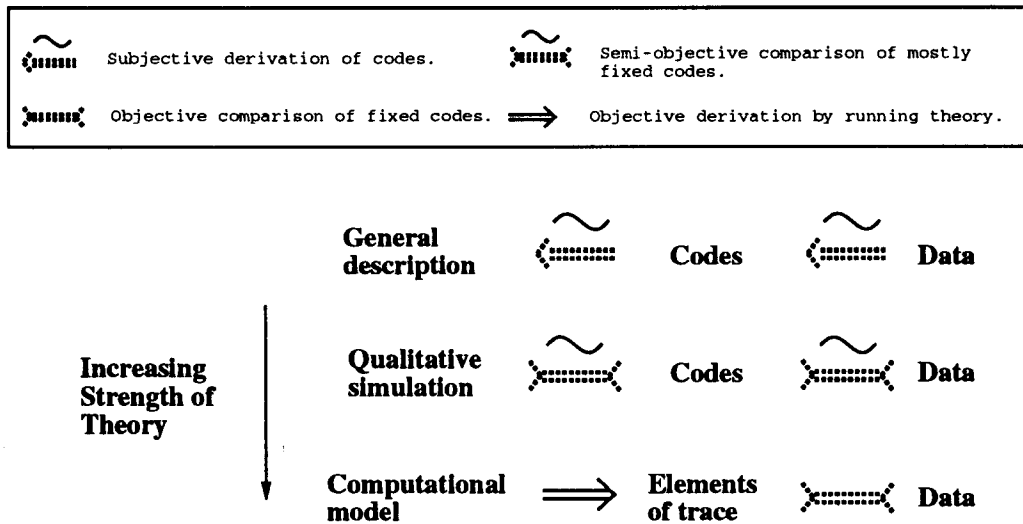 Subjective derivation of codes.
Semi-objective comparison of mostly
fixed codes.
Objective comparison of fixed codes.
Objective derivation by running theory.
General
description
Codes
Data
Increasing
Strength of
Theory
Qualitative
simulation
Codes
Data
Computational
model
Elements
of trace
Data